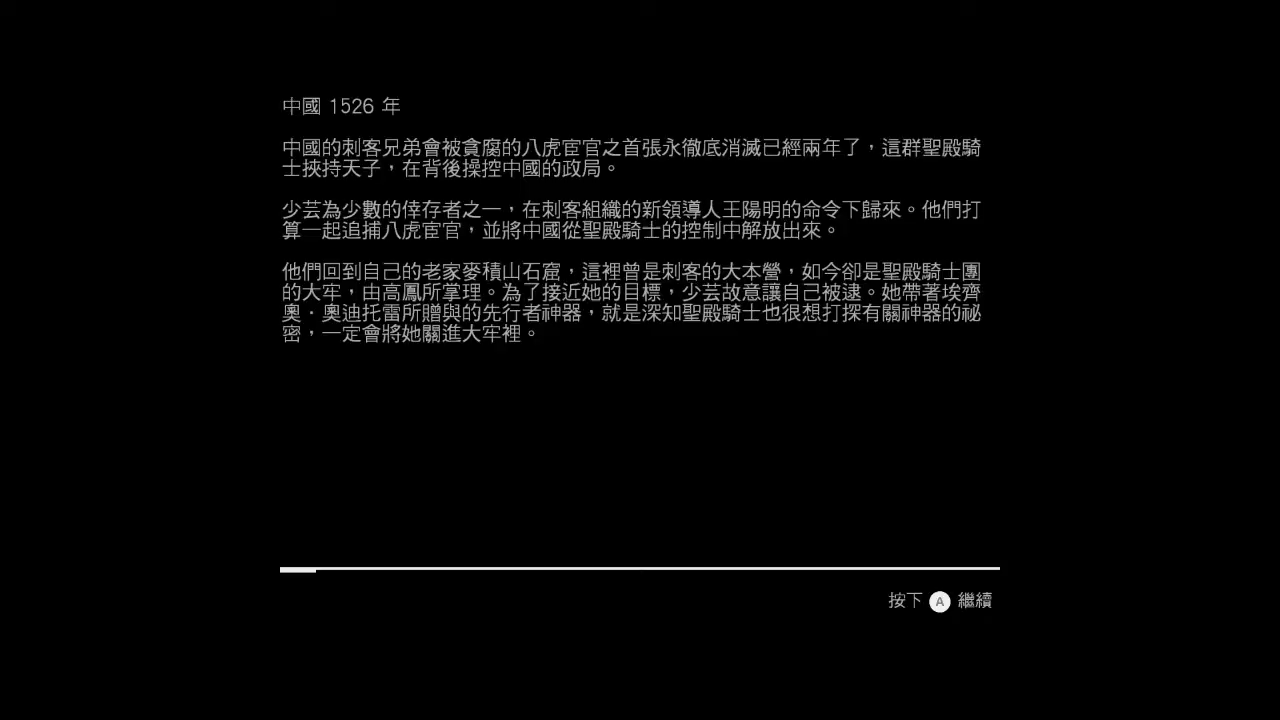 中國 1526 年
中國的刺客兄弟會被貪腐的八虎宦官之首張永徹底消滅已經兩年了，這群聖殿騎
士挾持天子，在背後操控中國的政局。
少芸為少數的倖存者之一，在刺客組織的新領導人王陽明的命令下歸來。他們打
算一起追捕八虎宦官，並將中國從聖殿騎士的控制中解放出來。
他們回到自己的老家麥積山石窟，這裡曾是刺客的大本營，如今卻是聖殿騎士團
的大牢，由高鳳所掌理。為了接近她的目標，少芸故意讓自己被逮。她帶著埃齊
奧．奧迪托雷所贈與的先行者神器，就是深知聖殿騎士也很想打探有關神器的祕
密，一定會將她關進大牢裡。
按下 A 繼續